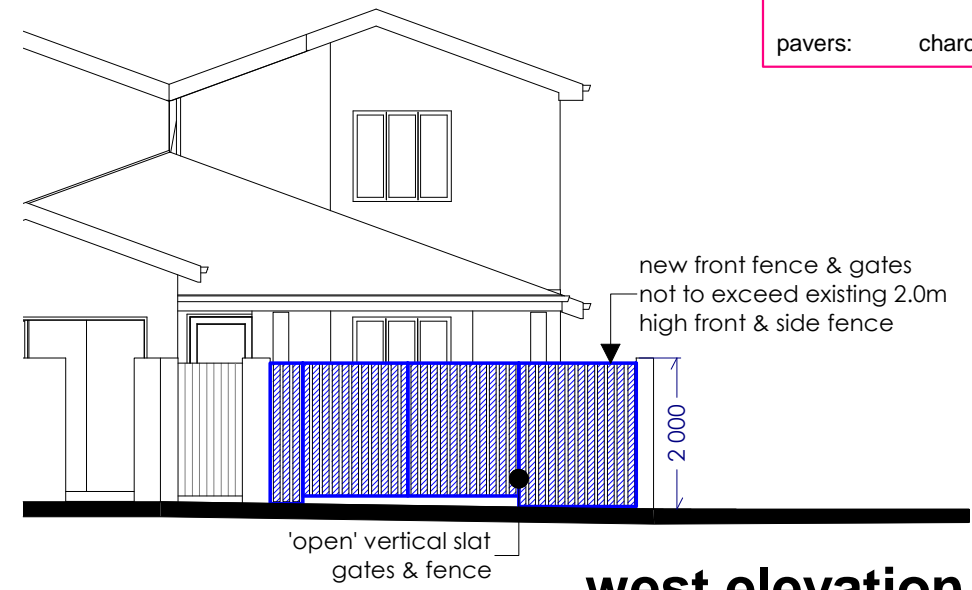 pavers:
new front fence & gates
not to exceed existing 2.0m
high front & side fence
2 000
'open' vertical slat
gates & fence
west elevation